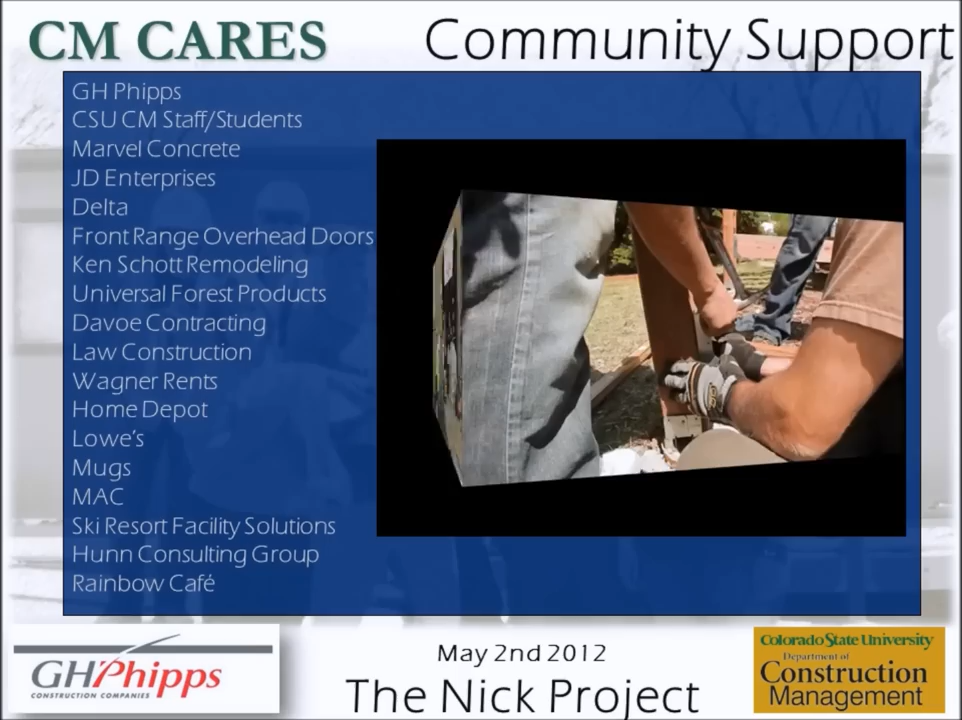 CM CARES
Community Support
GH Phipps
CSU CM Staff/Students
Marvel Concrete
JD Enterprises
Delta
Front Range Overhead Doors
Ken Schott Remodeling
Universal Forest Products
Davoe Contracting
Law Construction
Wagner Rents
Home Depot
Lowe's
Mugs
MAC
Ski Resort Facility Solutions
Hunn Consulting Group
Rainbow Café
GH Phipps
CONSTRUCTION COMPANIES
May 2nd 2012
The Nick Project
Colorado State University
Department of
Construction
Management